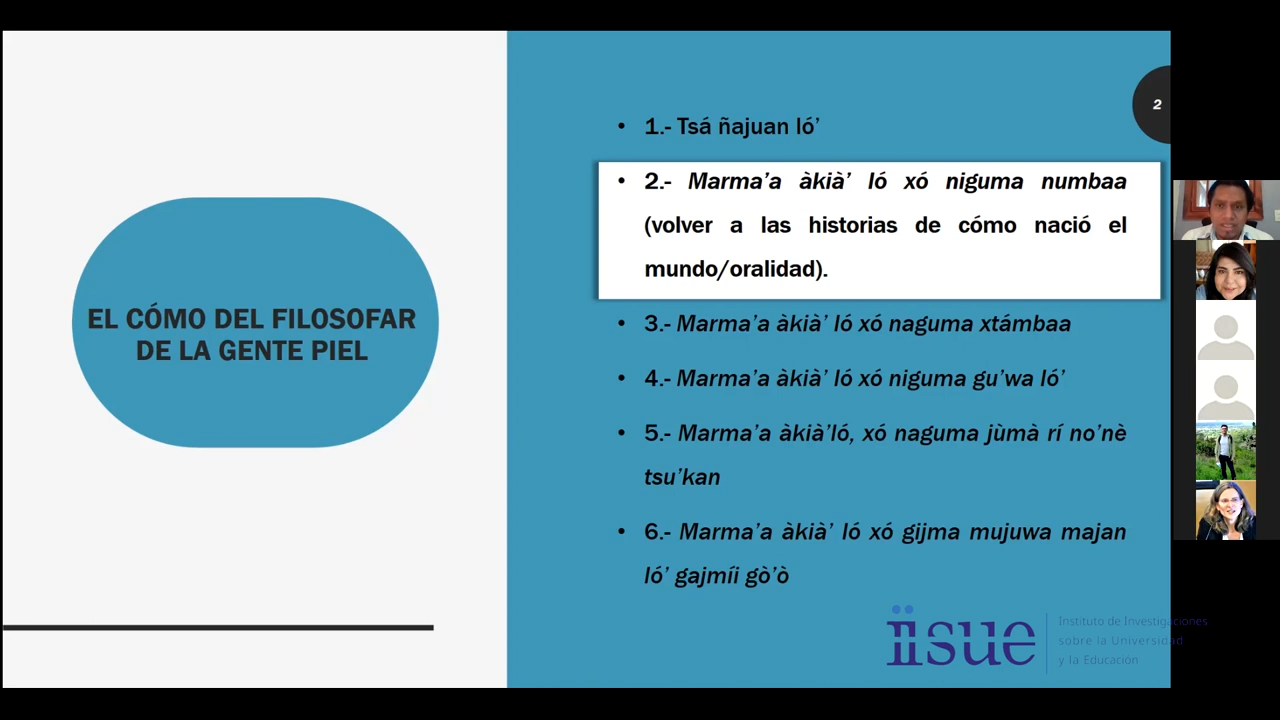 EL CÓMO DEL FILOSOFAR
DE LA GENTE PIEL
2
• 1.- Tsá ñajuan ló’
• 2.- Marma’a àkià’ ló xó niguma numbaa
(volver a las historias de cómo nació el
mundo/oralidad).
• 3.- Marma’a àkià’ ló xó naguma xtámbaa
• 4.- Marma’a àkià’ ló xó niguma gu’wa ló’
• 5.- Marma’a àkià’ló, xó naguma jùmà rí no’nè
tsu’kan
• 6.- Marma’a àkià’ ló xó gijma mujuwa majan
ló’ gajmíi gò’ò
iisue
Instituto de Investigaciones
sobre la Universidad
y la Educación